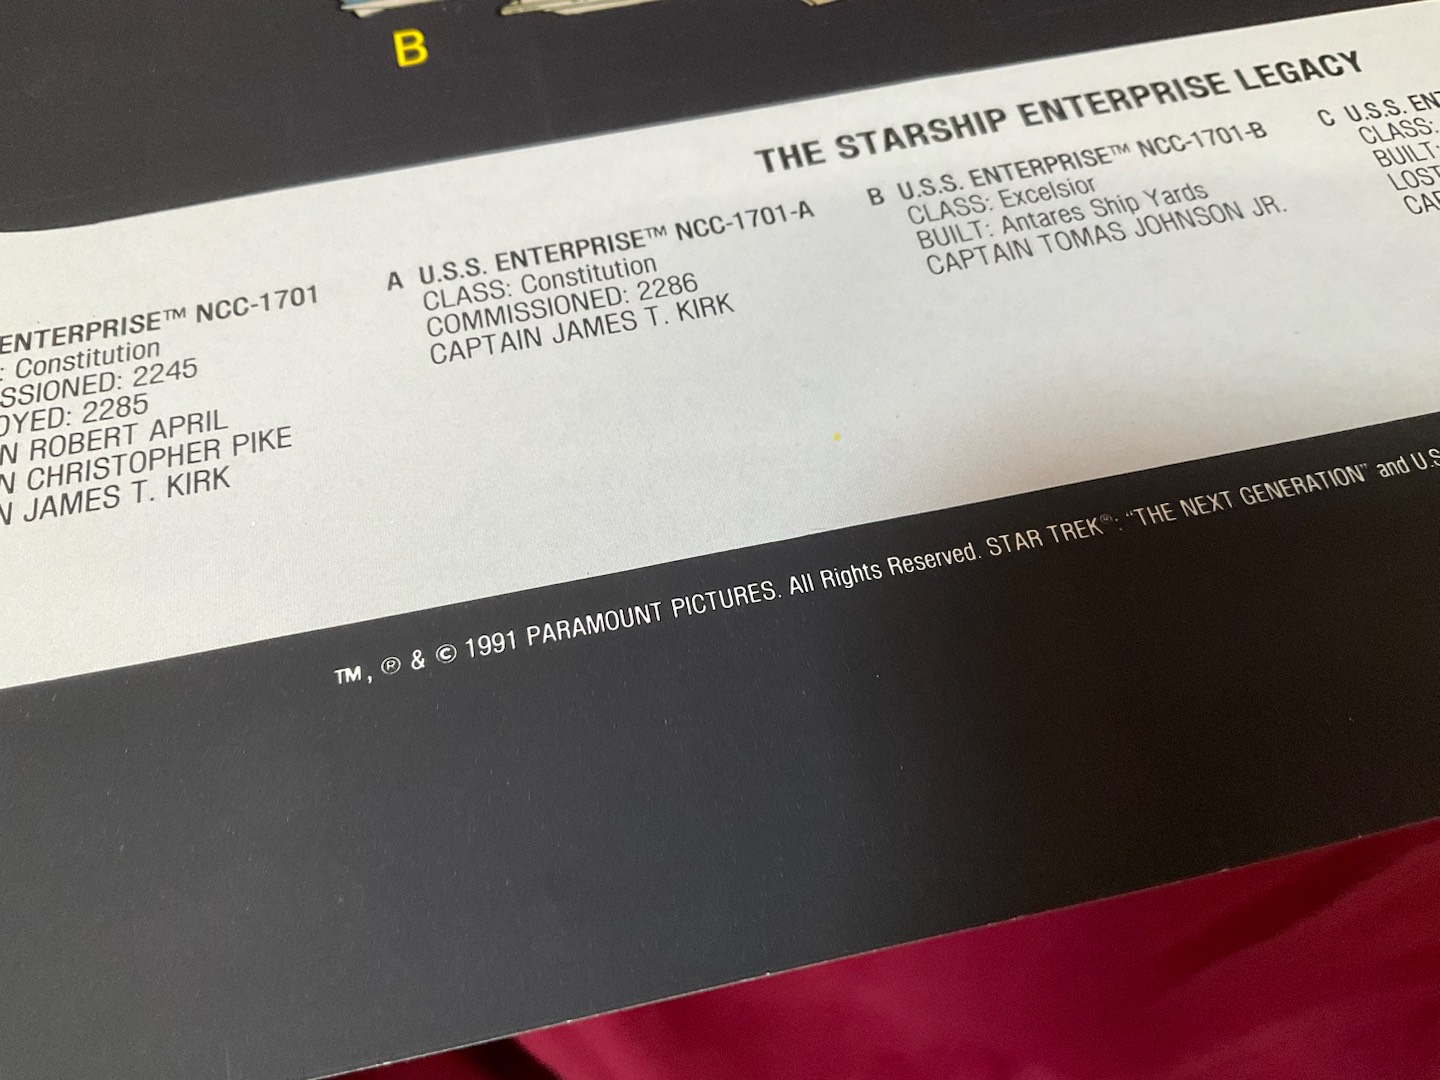 B
THE STARSHIP ENTERPRISE LEGACY
ENTERPRISE™ NCC-1701
: Constitution
SSIONED: 2245
OYED: 2285
N ROBERT APRIL
N CHRISTOPHER PIKE
N JAMES T. KIRK
A U.S.S. ENTERPRISE™ NCC-1701-A
CLASS: Constitution
COMMISSIONED: 2286
CAPTAIN JAMES T. KIRK
B U.S.S. ENTERPRISE™ NCC-1701-B
CLASS: Excelsior
BUILT: Antares Ship Yards
CAPTAIN TOMAS JOHNSON JR.
C U.S.S. EN
CLASS:
BUILT:
LOST
CAP
TM, ® & © 1991 PARAMOUNT PICTURES. All Rights Reserved. STAR TREK®: "THE NEXT GENERATION" and U.S